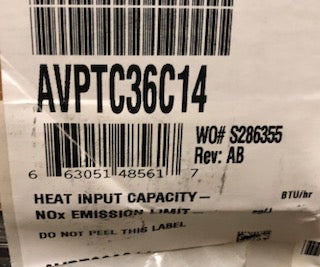 AVPTC36C14
WO# S286355
Rev: AB
6 63051 48561 7
HEAT INPUT CAPACITY— BTU/hr
NOx EMISSION LIMIT—
DO NOT PEEL THIS LABEL